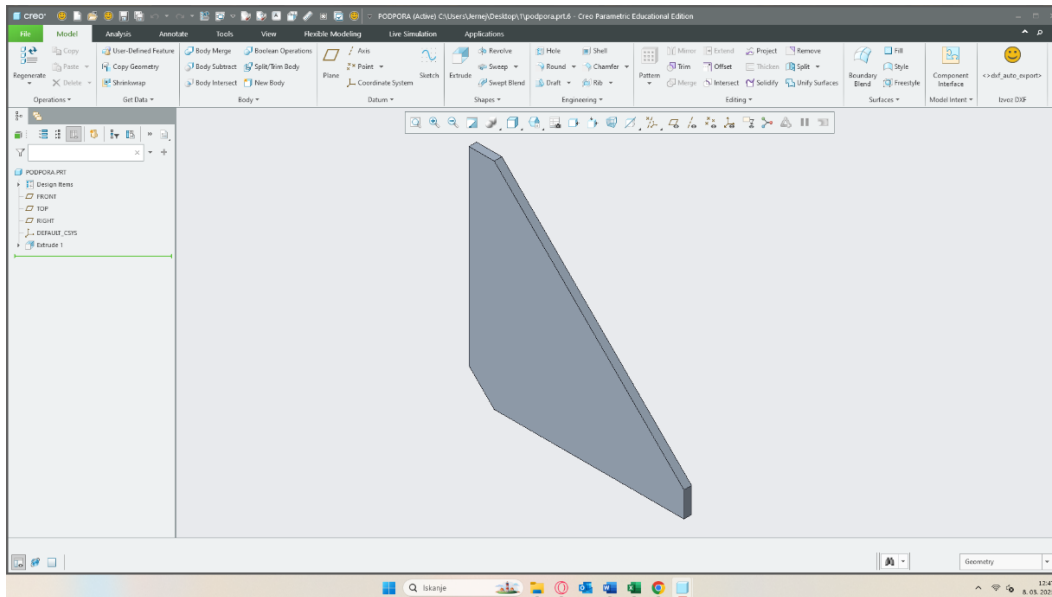 creo
PODPORA (Active) C:\Users\Jernej\Desktop\1\podpora.prt.6 - Creo Parametric Educational Edition
File Model Analysis Annotate Tools View Flexible Modeling Live Simulation Applications
Copy User-Defined Feature Body Merge Boolean Operations Axis Revolve Hole Shell Mirror Extend Project Remove Fill
Paste Copy Geometry Body Subtract Split/Trim Body Point Sweep Round Chamfer Trim Offset Thicken Split Style
Regenerate Plane Sketch Extrude Pattern Boundary Blend Component Interface <>dxf_auto_export>
Delete Shrinkwrap Body Intersect New Body Coordinate System Swept Blend Draft Rib Merge Intersect Solidify Unify Surfaces Freestyle
Operations Get Data Body Datum Shapes Engineering Editing Surfaces Model Intent Izvoz DXF
PODPORA.PRT
Design Items
FRONT
TOP
RIGHT
DEFAULT_CSYS
Extrude 1
Geometry
Iskanje